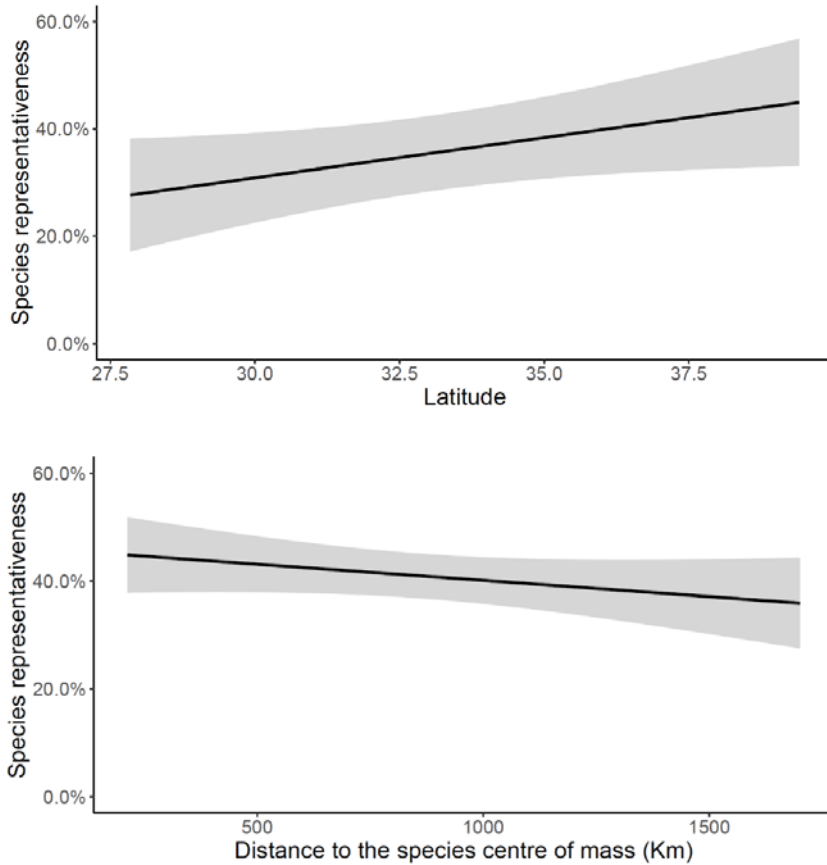 60.0%
40.0%
20.0%
0.0%
Species representativeness
27.5 30.0 32.5 35.0 37.5
Latitude
60.0%
40.0%
20.0%
0.0%
Species representativeness
500 1000 1500
Distance to the species centre of mass (Km)